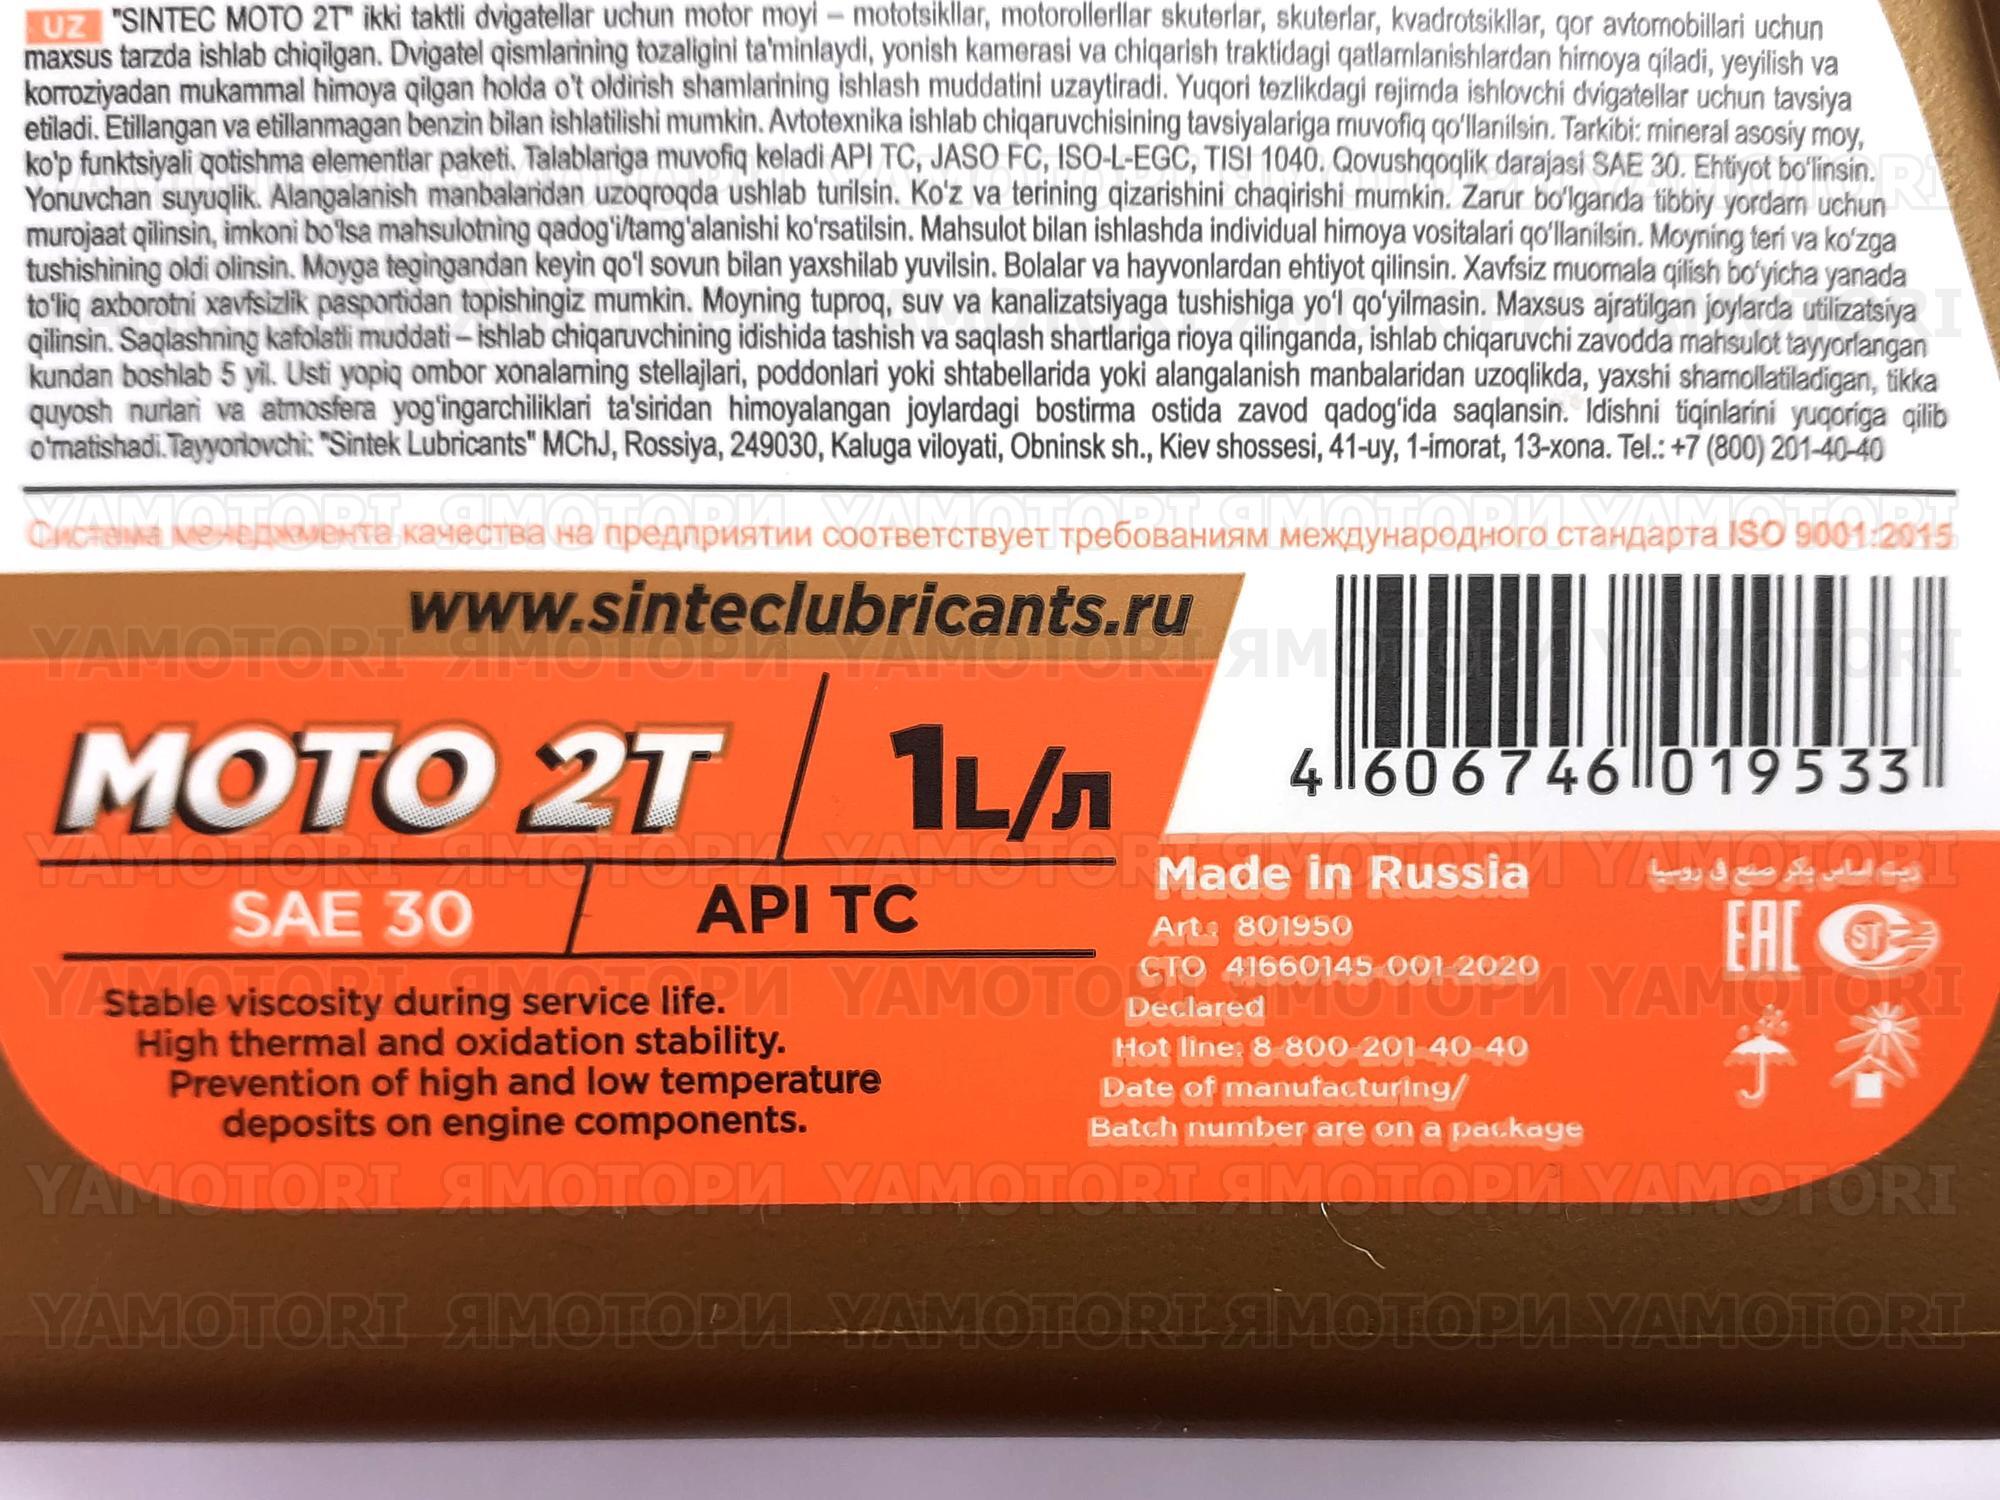 UZ "SINTEC MOTO 2T" ikki taktli dvigatellar uchun motor moyi – mototsikllar, motorollerllar skuterlar, skuterlar, kvadrotsikllar, qor avtomobillari uchun
maxsus tarzda ishlab chiqilgan. Dvigatel qismlarining tozaligini ta'minlaydi, yonish kamerasi va chiqarish traktidagi qatlamlanishlardan himoya qiladi, yeyilish va
korroziyadan mukammal himoya qilgan holda o't oldirish shamlarining ishlash muddatini uzaytiradi. Yuqori tezlikdagi rejimda ishlovchi dvigatellar uchun tavsiya
etiladi. Etillangan va etillanmagan benzin bilan ishlatilishi mumkin. Avtotexnika ishlab chiqaruvchisining tavsiyalariga muvofiq qo'llanilsin. Tarkibi: mineral asosiy moy,
ko'p funktsiyali qotishma elementlar paketi. Talablariga muvofiq keladi API TC, JASO FC, ISO-L-EGC, TISI 1040. Qovushqoqlik darajasi SAE 30. Ehtiyot bo'linsin.
Yonuvchan suyuqlik. Alangalanish manbalaridan uzoqroqda ushlab turilsin. Ko'z va terining qizarishini chaqirishi mumkin. Zarur bo'lganda tibbiy yordam uchun
murojaat qilinsin, imkoni bo'lsa mahsulotning qadog'i/tamg'alanishi ko'rsatilsin. Mahsulot bilan ishlashda individual himoya vositalari qo'llanilsin. Moyning teri va ko'zga
tushishining oldi olinsin. Moyga tegingandan keyin qo'l sovun bilan yaxshilab yuvilsin. Bolalar va hayvonlardan ehtiyot qilinsin. Xavfsiz muomala qilish bo'yicha yanada
to'liq axborotni xavfsizlik pasportidan topishingiz mumkin. Moyning tuproq, suv va kanalizatsiyaga tushishiga yo'l qo'yilmasin. Maxsus ajratilgan joylarda utilizatsiya
qilinsin. Saqlashning kafolatli muddati – ishlab chiqaruvchining idishida tashish va saqlash shartlariga rioya qilinganda, ishlab chiqaruvchi zavodda mahsulot tayyorlangan
kundan boshlab 5 yil. Usti yopiq ombor xonalarning stellajlari, poddonlari yoki shtabellarida yoki alangalanish manbalaridan uzoqlikda, yaxshi shamollatiladigan, tikka
quyosh nurlari va atmosfera yog'ingarchiliklari ta'siridan himoyalangan joylardagi bostirma ostida zavod qadog'ida saqlansin. Idishni tiqinlarini yuqoriga qilib
o'rnatishadi. Tayyorlovchi: "Sintek Lubricants" MChJ, Rossiya, 249030, Kaluga viloyati, Obninsk sh., Kiev shossesi, 41-uy, 1-imorat, 13-xona. Tel.: +7 (800) 201-40-40
Система менеджмента качества на предприятии соответствует требованиям международного стандарта ISO 9001:2015
www.sinteclubricants.ru
4 606746 019533
MOTO 2T 1L/л
SAE 30 API TC
Stable viscosity during service life.
High thermal and oxidation stability.
Prevention of high and low temperature
deposits on engine components.
Made in Russia
زيت اساس يكر صنع في روسيا
Art.: 801950
СТО 41660145-001-2020
Declared
Hot line: 8-800-201-40-40
Date of manufacturing/
Batch number are on a package
EAC
ST
YAMOTORI ЯМОТОРИ YAMOTORI ЯМОТОРИ YAMOTORI